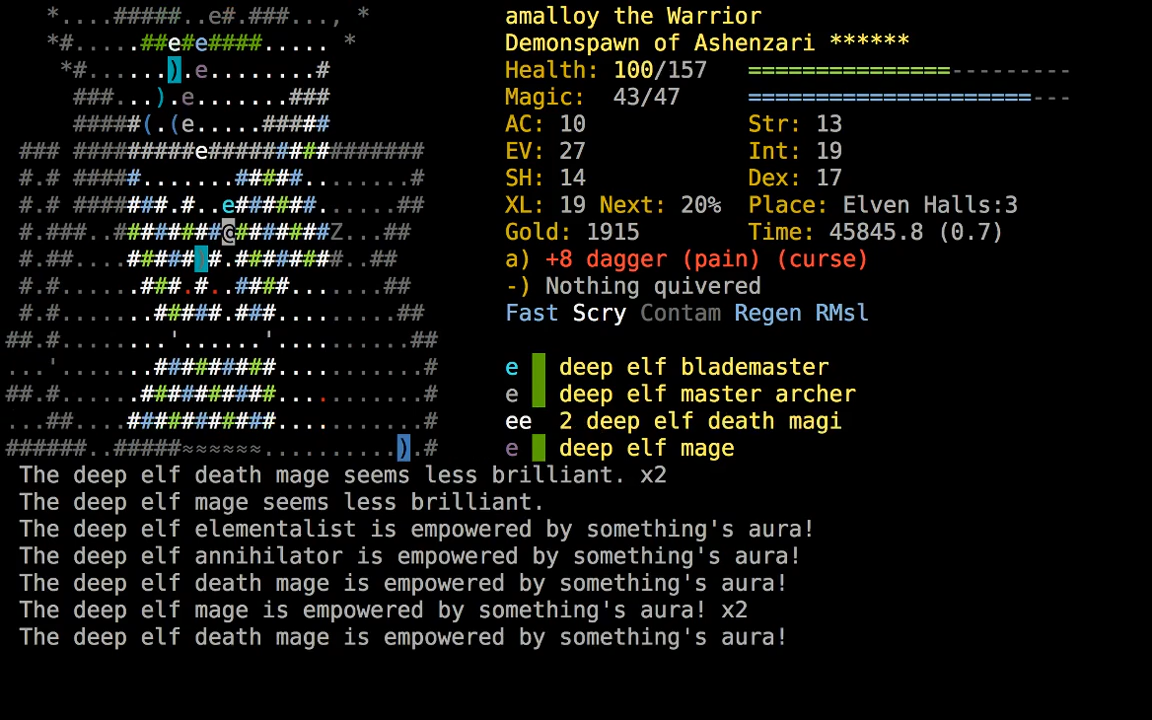 *....#####..e#.###..., *
*#.....##e#e####..... *
*#......).e........#
###...).e.......###
#####(.(e.....#####
### #########e#############
#.# #####.......#####.......#
#.# #######.#..e#######......#
#.###..########@########Z...##
#.##...######)#.########..##
#.#......###.#..####......##
#.#......#####.###.........##
##.#........'......'.........##
...'.......#########...........#
##.#......##########....,.....#
...##....##########............#
######..#####≈≈≈≈≈≈..........).#
amalloy the Warrior
Demonspawn of Ashenzari ******
Health: 100/157 ===============---------
Magic: 43/47 =====================---
AC: 10 Str: 13
EV: 27 Int: 19
SH: 14 Dex: 17
XL: 19 Next: 20% Place: Elven Halls:3
Gold: 1915 Time: 45845.8 (0.7)
a) +8 dagger (pain) (curse)
-) Nothing quivered
Fast Scry Contam Regen RMsl
e deep elf blademaster
e deep elf master archer
ee 2 deep elf death magi
e deep elf mage
The deep elf death mage seems less brilliant. x2
The deep elf mage seems less brilliant.
The deep elf elementalist is empowered by something's aura!
The deep elf annihilator is empowered by something's aura!
The deep elf death mage is empowered by something's aura!
The deep elf mage is empowered by something's aura! x2
The deep elf death mage is empowered by something's aura!